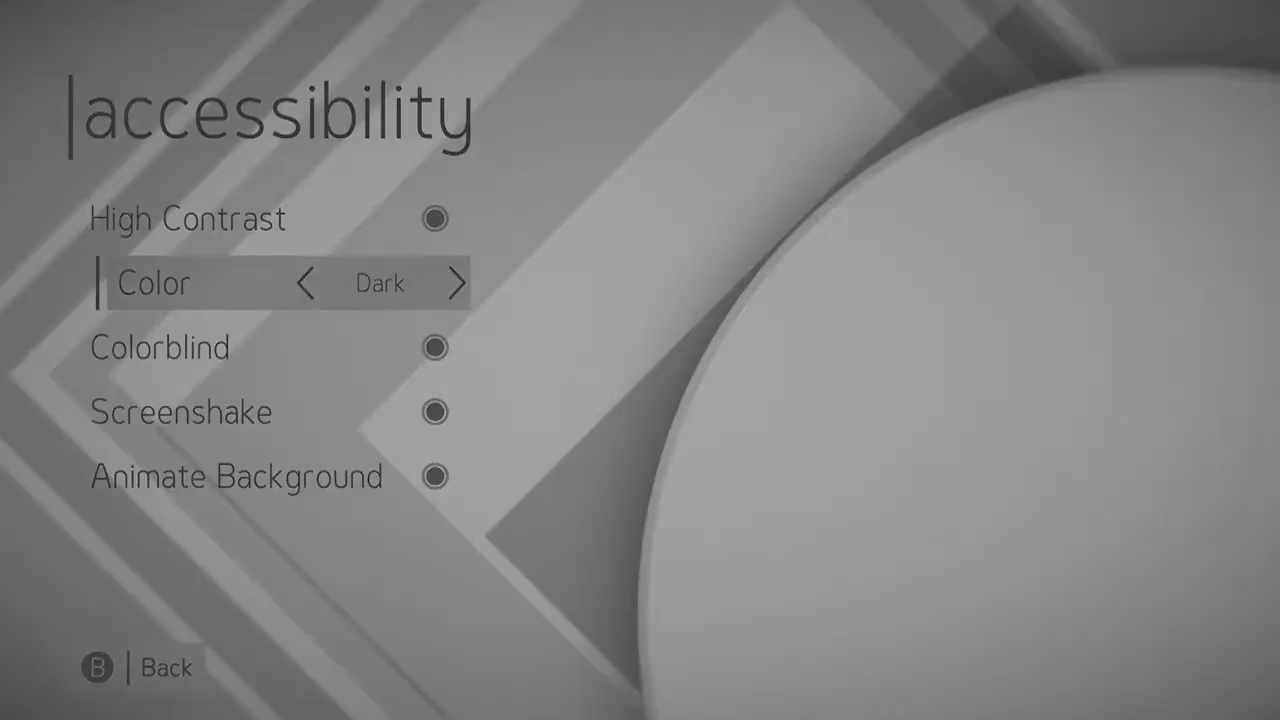 accessibility
High Contrast
Color < Dark >
Colorblind
Screenshake
Animate Background
B Back